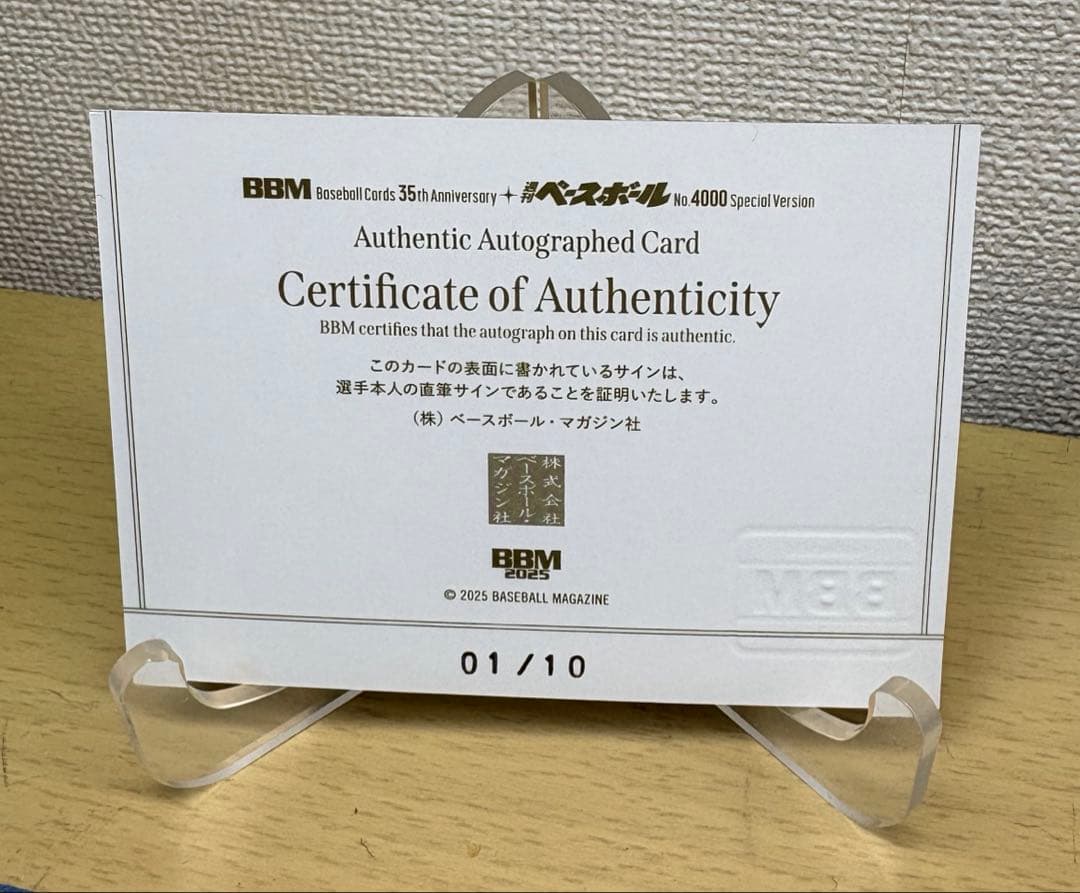 BBM Baseball Cards 35th Anniversary + 週刊ベースボール No.4000 Special Version
Authentic Autographed Card
Certificate of Authenticity
BBM certifies that the autograph on this card is authentic.
このカードの表面に書かれているサインは、
選手本人の直筆サインであることを証明いたします。
(株)ベースボール・マガジン社
株式会社
ベースボール・
マガジン社
BBM
2025
© 2025 BASEBALL MAGAZINE
BBM
01/10